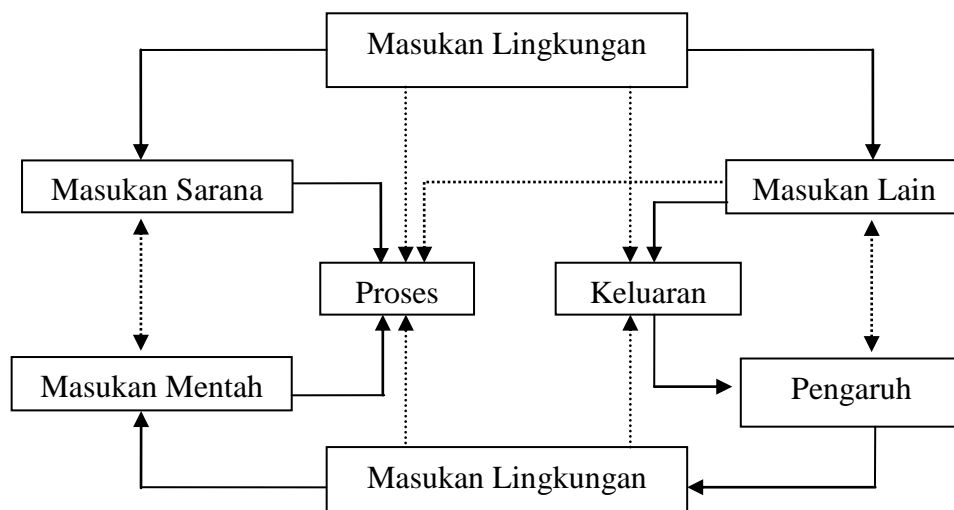 Masukan Lingkungan
Masukan Sarana
Masukan Lain
Proses
Keluaran
Masukan Mentah
Pengaruh
Masukan Lingkungan